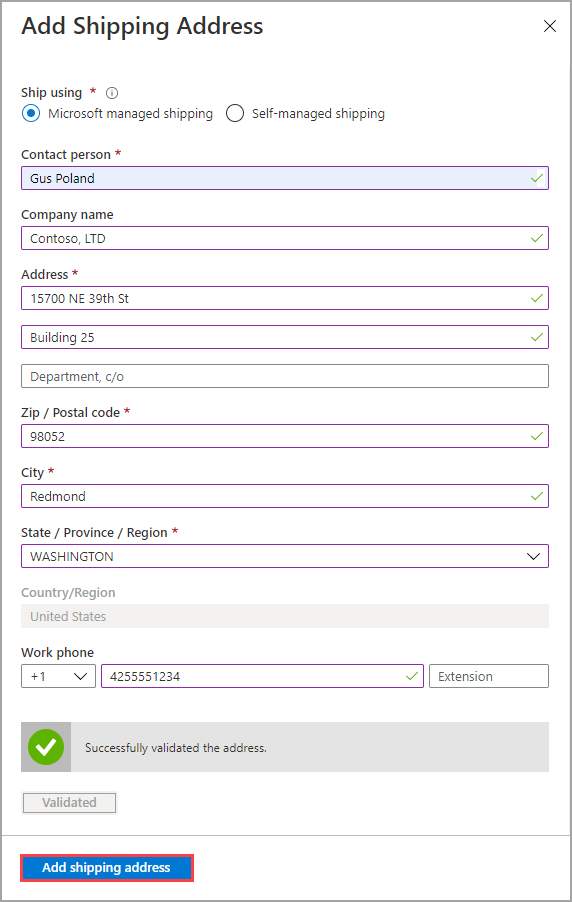 Add Shipping Address
Ship using *
Microsoft managed shipping Self-managed shipping
Contact person *
Gus Poland
Company name
Contoso, LTD
Address *
15700 NE 39th St
Building 25
Department, c/o
Zip / Postal code *
98052
City *
Redmond
State / Province / Region *
WASHINGTON
Country/Region
United States
Work phone
+1 4255551234 Extension
Successfully validated the address.
Validated
Add shipping address